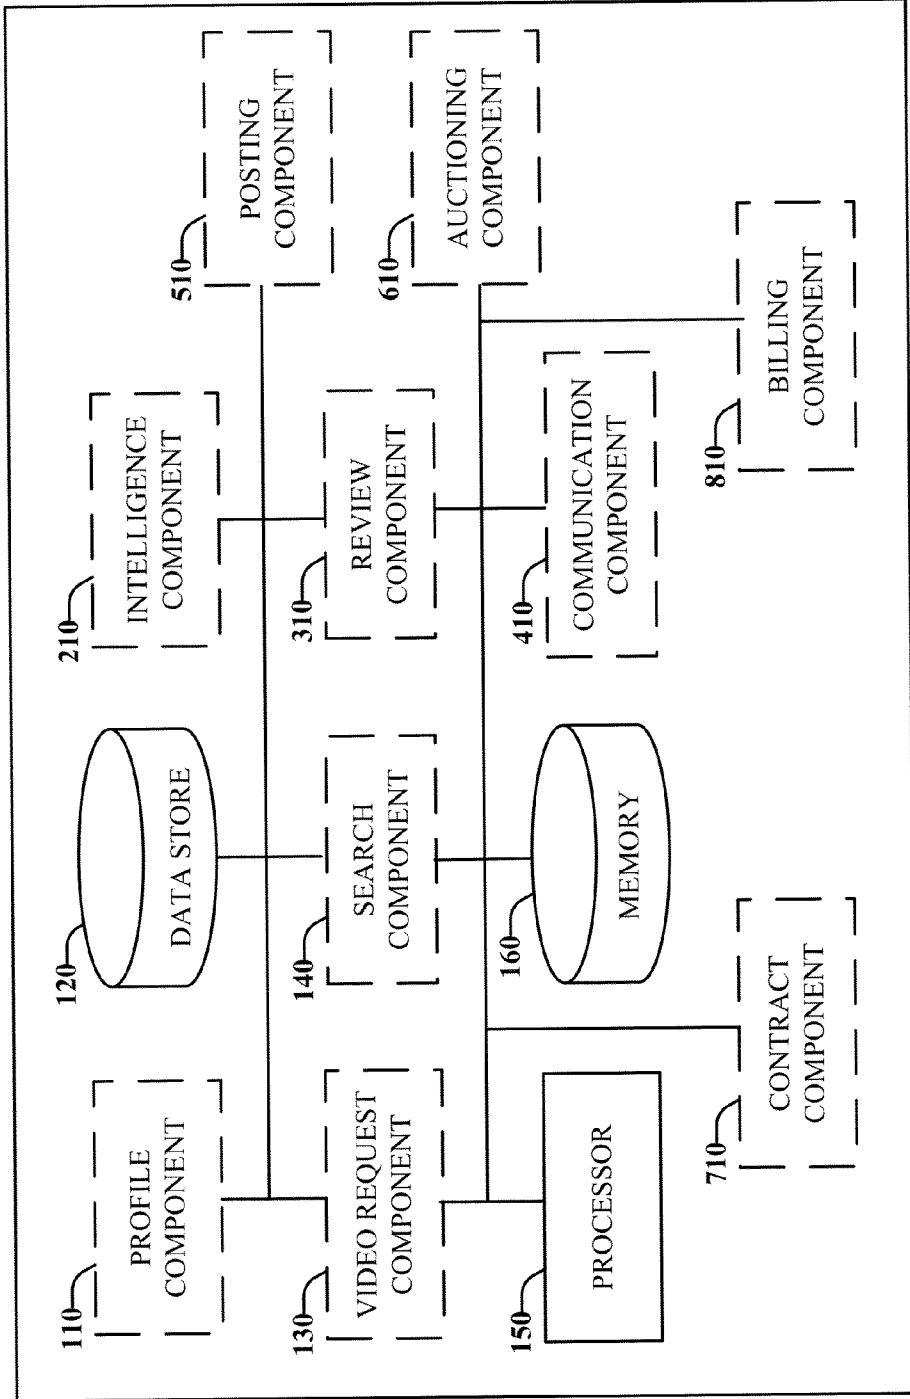 110
PROFILE
COMPONENT
120
DATA STORE
210
INTELLIGENCE
COMPONENT
510
POSTING
COMPONENT
130
VIDEO REQUEST
COMPONENT
140
SEARCH
COMPONENT
310
REVIEW
COMPONENT
610
AUCTIONING
COMPONENT
150
PROCESSOR
160
MEMORY
410
COMMUNICATION
COMPONENT
710
CONTRACT
COMPONENT
810
BILLING
COMPONENT